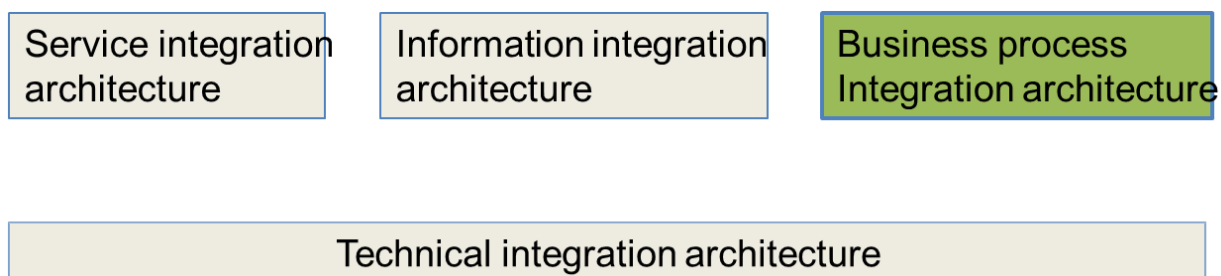 Service integration
architecture
Information integration
architecture
Business process
Integration architecture
Technical integration architecture